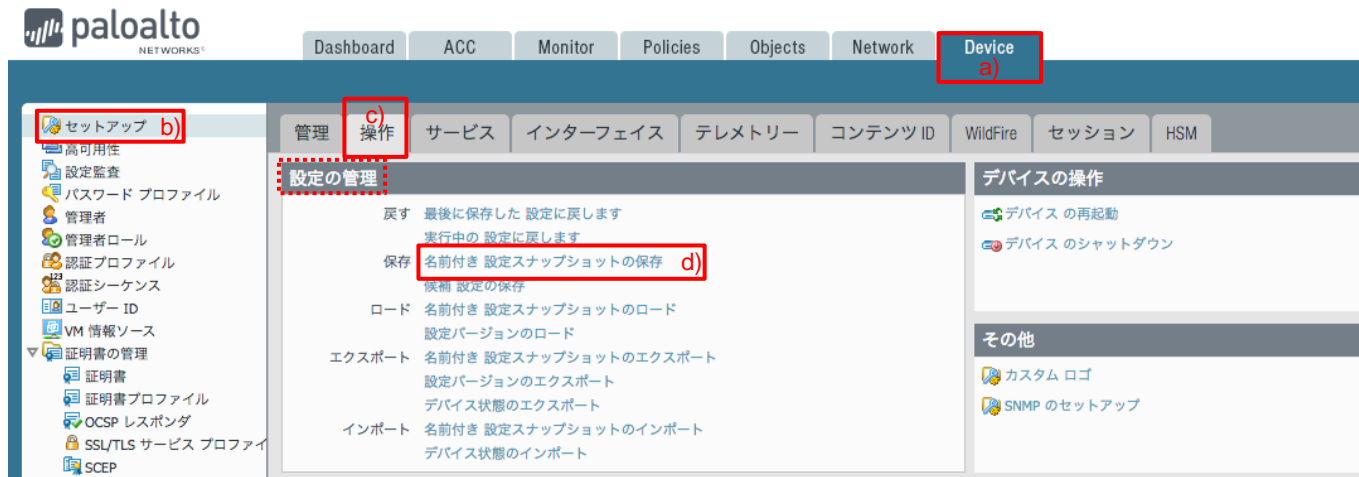 paloalto
NETWORKS®
Dashboard ACC Monitor Policies Objects Network Device
a)
セットアップ b)
高可用性
設定監査
パスワード プロファイル
管理者
管理者ロール
認証プロファイル
認証シーケンス
ユーザー ID
VM 情報ソース
証明書の管理
証明書
証明書プロファイル
OCSP レスポンダ
SSL/TLS サービス プロファイ
SCEP
c)
管理 操作 サービス インターフェイス テレメトリー コンテンツ ID WildFire セッション HSM
設定の管理
戻す 最後に保存した 設定に戻します
実行中の 設定に戻します
保存 名前付き 設定スナップショットの保存 d)
候補 設定の保存
ロード 名前付き 設定スナップショットのロード
設定バージョンのロード
エクスポート 名前付き 設定スナップショットのエクスポート
設定バージョンのエクスポート
デバイス状態のエクスポート
インポート 名前付き 設定スナップショットのインポート
デバイス状態のインポート
デバイスの操作
デバイス の再起動
デバイス のシャットダウン
その他
カスタム ロゴ
SNMP のセットアップ